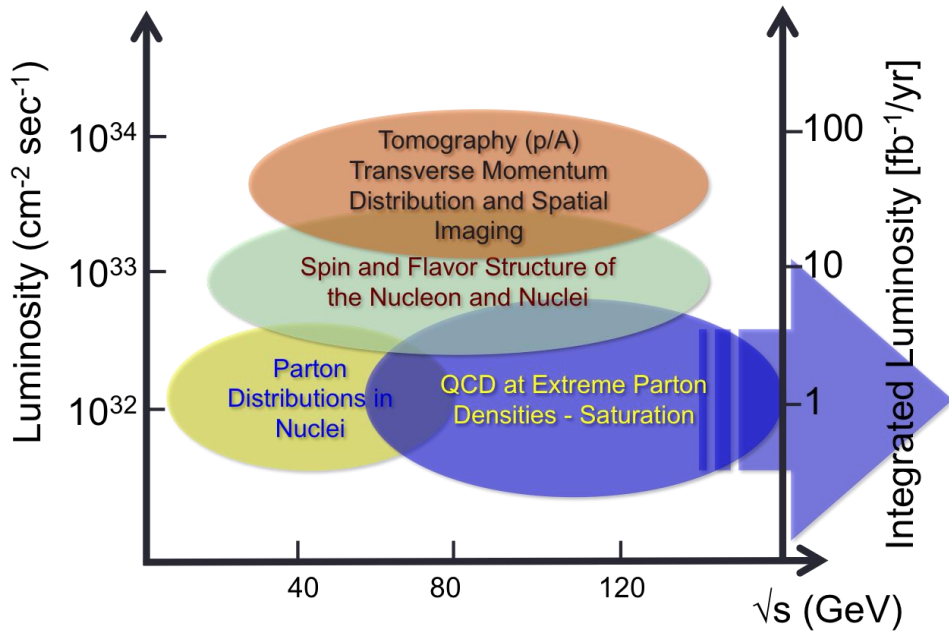 Luminosity (cm⁻² sec⁻¹)
10³⁴
10³³
10³²
Tomography (p/A)
Transverse Momentum
Distribution and Spatial
Imaging
Spin and Flavor Structure of
the Nucleon and Nuclei
Parton
Distributions in
Nuclei
QCD at Extreme Parton
Densities - Saturation
100
10
1
Integrated Luminosity [fb⁻¹/yr]
40
80
120
√s (GeV)